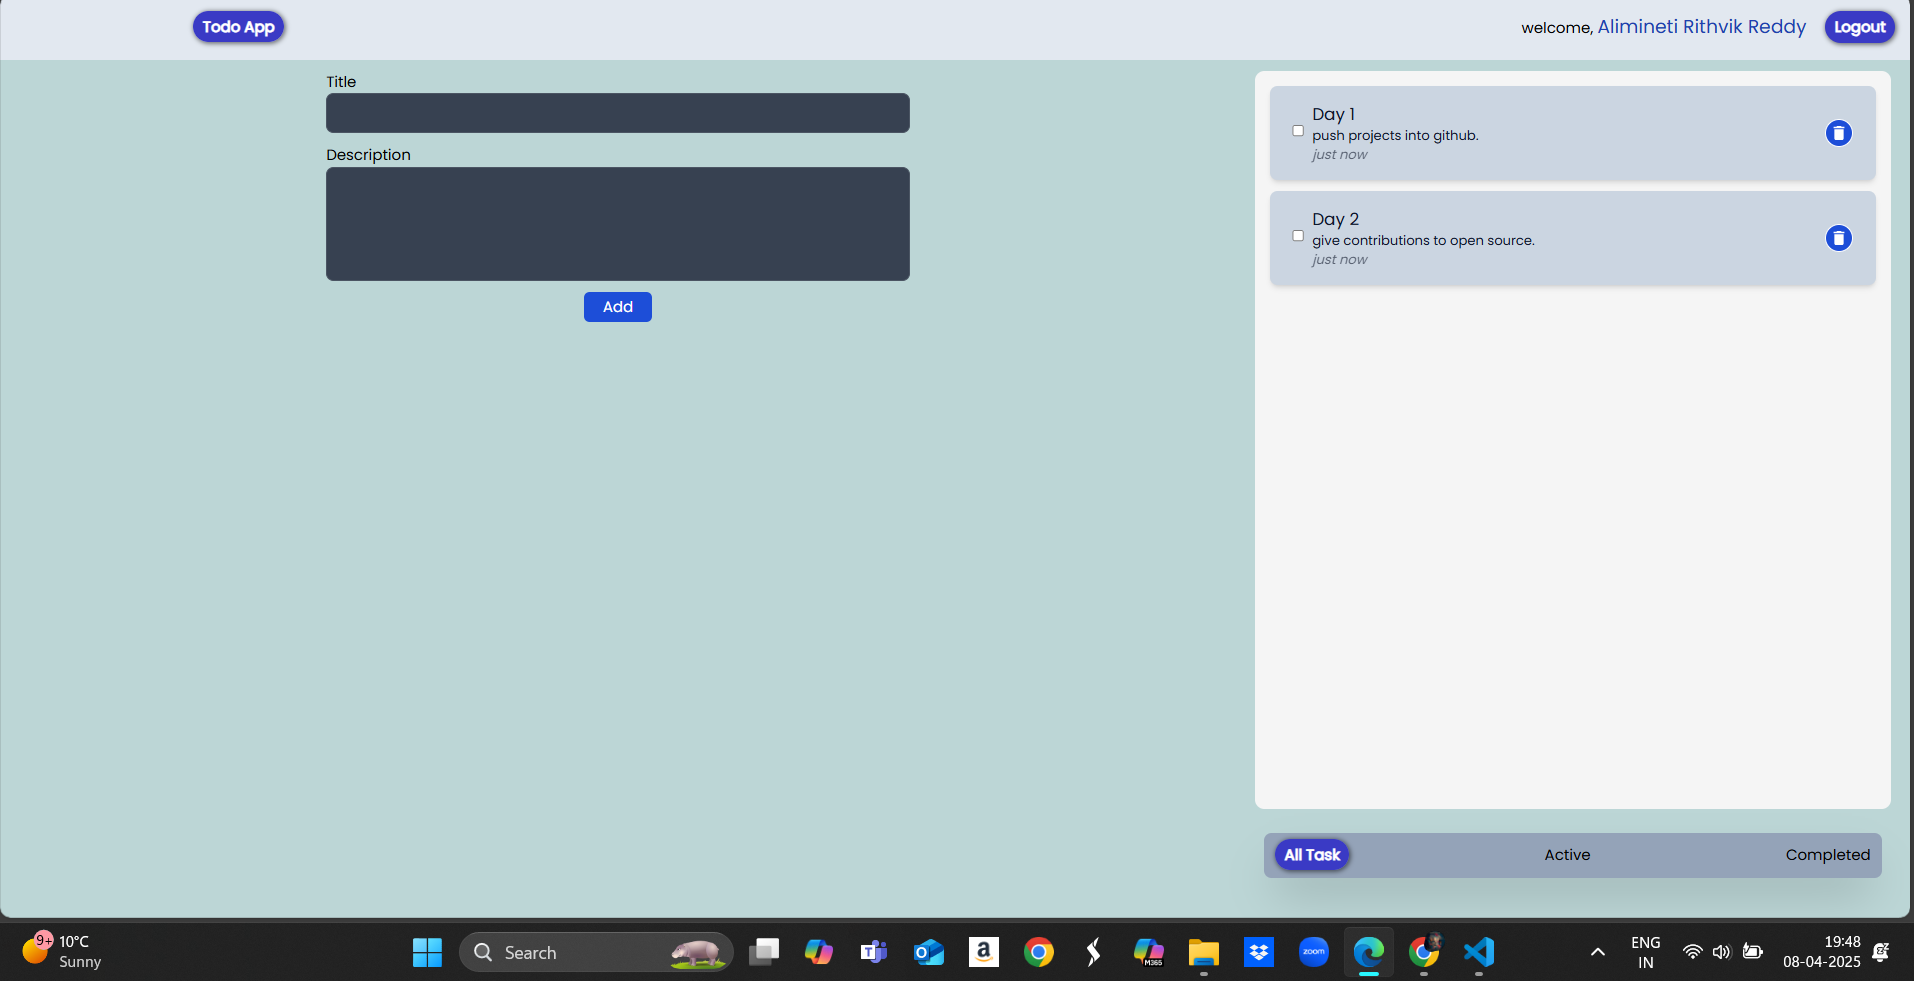 Todo App
welcome, Alimineti Rithvik Reddy
Logout
Title
Description
Add
Day 1
push projects into github.
just now
Day 2
give contributions to open source.
just now
All Task
Active
Completed
9+
10°C
Sunny
Search
T
O
a
M365
zoom
ENG
IN
19:48
08-04-2025